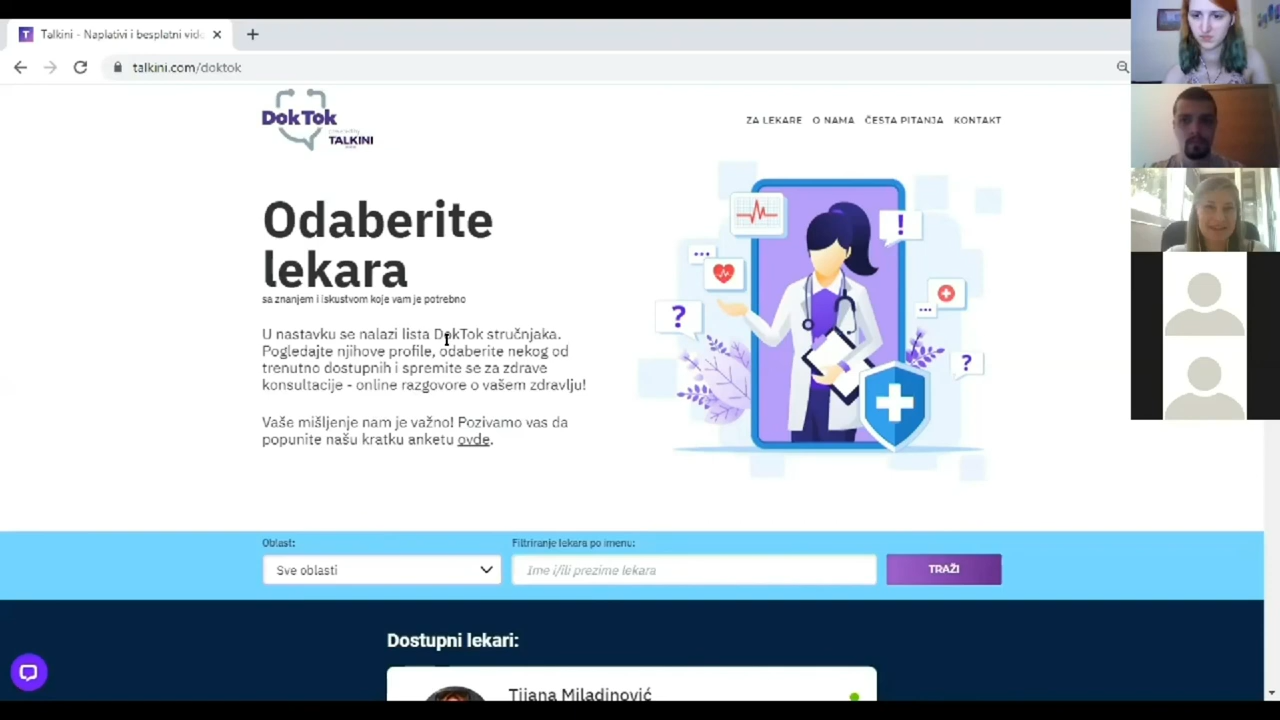 Talkini - Naplativi i besplatni vid
talkini.com/doktok
DokTok
TALKINI
ZA LEKARE O NAMA ČESTA PITANJA KONTAKT
Odaberite
lekara
sa znanjem i iskustvom koje vam je potrebno
U nastavku se nalazi lista DokTok stručnjaka.
Pogledajte njihove profile, odaberite nekog od
trenutno dostupnih i spremite se za zdrave
konsultacije - online razgovore o vašem zdravlju!
Vaše mišljenje nam je važno! Pozivamo vas da
popunite našu kratku anketu ovde.
Oblast:
Filtriranje lekara po imenu:
Sve oblasti
Ime i/ili prezime lekara
TRAŽI
Dostupni lekari:
Tijana Miladinović